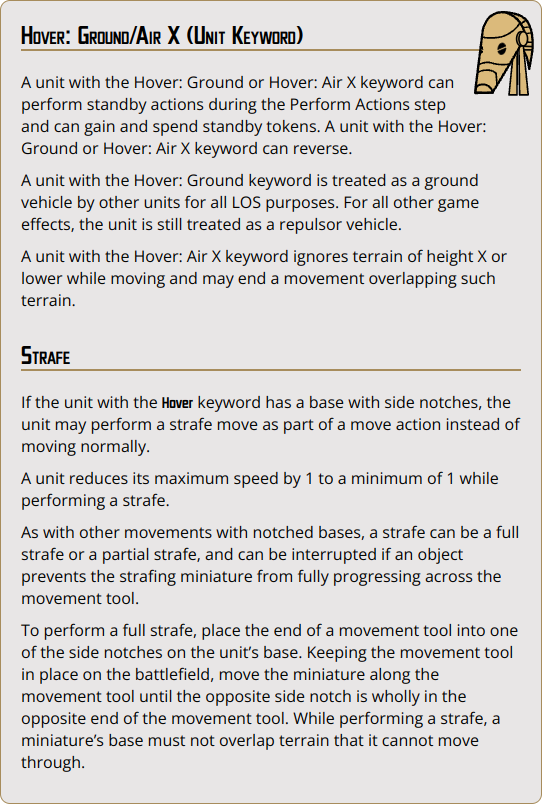 Hover: Ground/Air X (Unit Keyword)
A unit with the Hover: Ground or Hover: Air X keyword can
perform standby actions during the Perform Actions step
and can gain and spend standby tokens. A unit with the Hover:
Ground or Hover: Air X keyword can reverse.
A unit with the Hover: Ground keyword is treated as a ground
vehicle by other units for all LOS purposes. For all other game
effects, the unit is still treated as a repulsor vehicle.
A unit with the Hover: Air X keyword ignores terrain of height X or
lower while moving and may end a movement overlapping such
terrain.
Strafe
If the unit with the Hover keyword has a base with side notches, the
unit may perform a strafe move as part of a move action instead of
moving normally.
A unit reduces its maximum speed by 1 to a minimum of 1 while
performing a strafe.
As with other movements with notched bases, a strafe can be a full
strafe or a partial strafe, and can be interrupted if an object
prevents the strafing miniature from fully progressing across the
movement tool.
To perform a full strafe, place the end of a movement tool into one
of the side notches on the unit’s base. Keeping the movement tool
in place on the battlefield, move the miniature along the
movement tool until the opposite side notch is wholly in the
opposite end of the movement tool. While performing a strafe, a
miniature’s base must not overlap terrain that it cannot move
through.